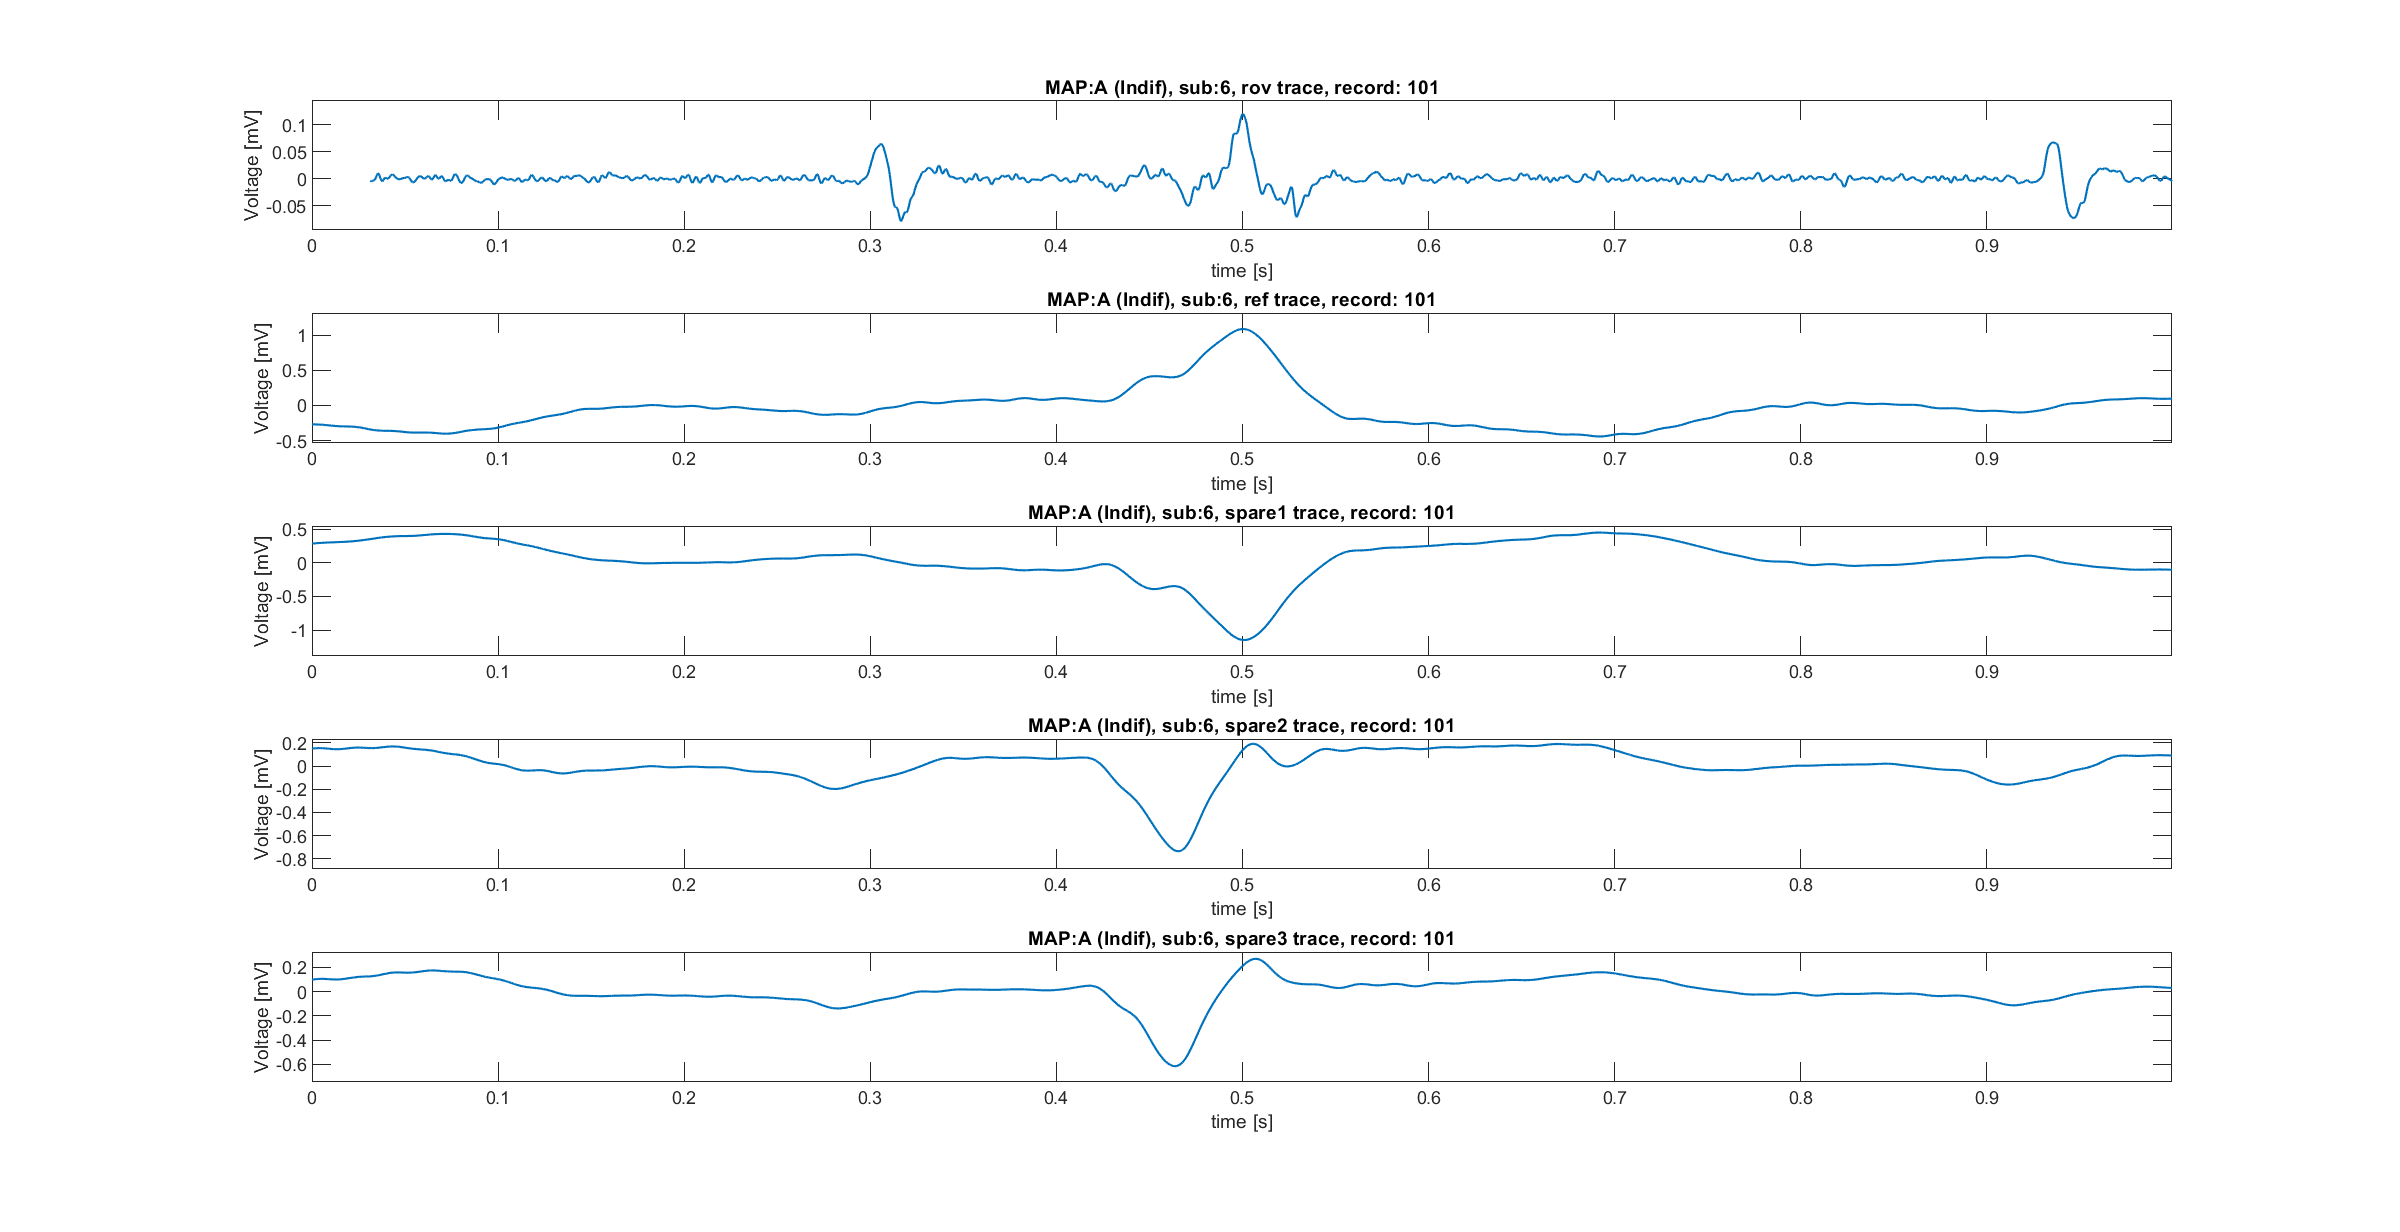 MAP:A (Indif), sub:6, rov trace, record: 101
Voltage [mV]
0.1
0.05
0
-0.05
0 0.1 0.2 0.3 0.4 0.5 0.6 0.7 0.8 0.9
time [s]
MAP:A (Indif), sub:6, ref trace, record: 101
Voltage [mV]
1
0.5
0
-0.5
0 0.1 0.2 0.3 0.4 0.5 0.6 0.7 0.8 0.9
time [s]
MAP:A (Indif), sub:6, spare1 trace, record: 101
Voltage [mV]
0.5
0
-0.5
-1
0 0.1 0.2 0.3 0.4 0.5 0.6 0.7 0.8 0.9
time [s]
MAP:A (Indif), sub:6, spare2 trace, record: 101
Voltage [mV]
0.2
0
-0.2
-0.4
-0.6
-0.8
0 0.1 0.2 0.3 0.4 0.5 0.6 0.7 0.8 0.9
time [s]
MAP:A (Indif), sub:6, spare3 trace, record: 101
Voltage [mV]
0.2
0
-0.2
-0.4
-0.6
0 0.1 0.2 0.3 0.4 0.5 0.6 0.7 0.8 0.9
time [s]